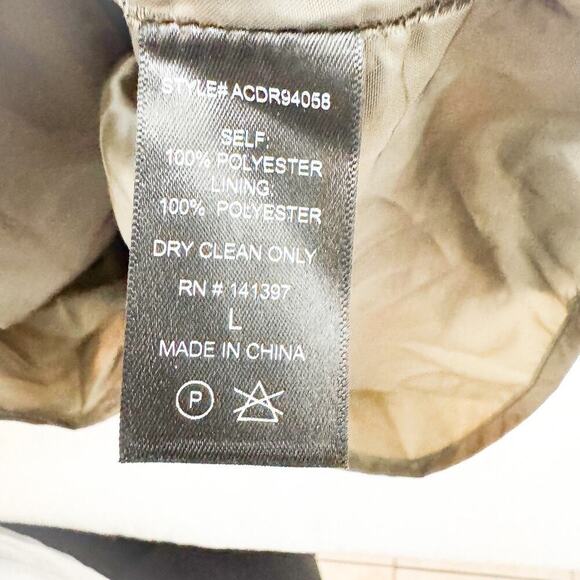 STYLE# ACDR94058
SELF:
100% POLYESTER
LINING
100% POLYESTER
DRY CLEAN ONLY
RN # 141397
L
MADE IN CHINA
P